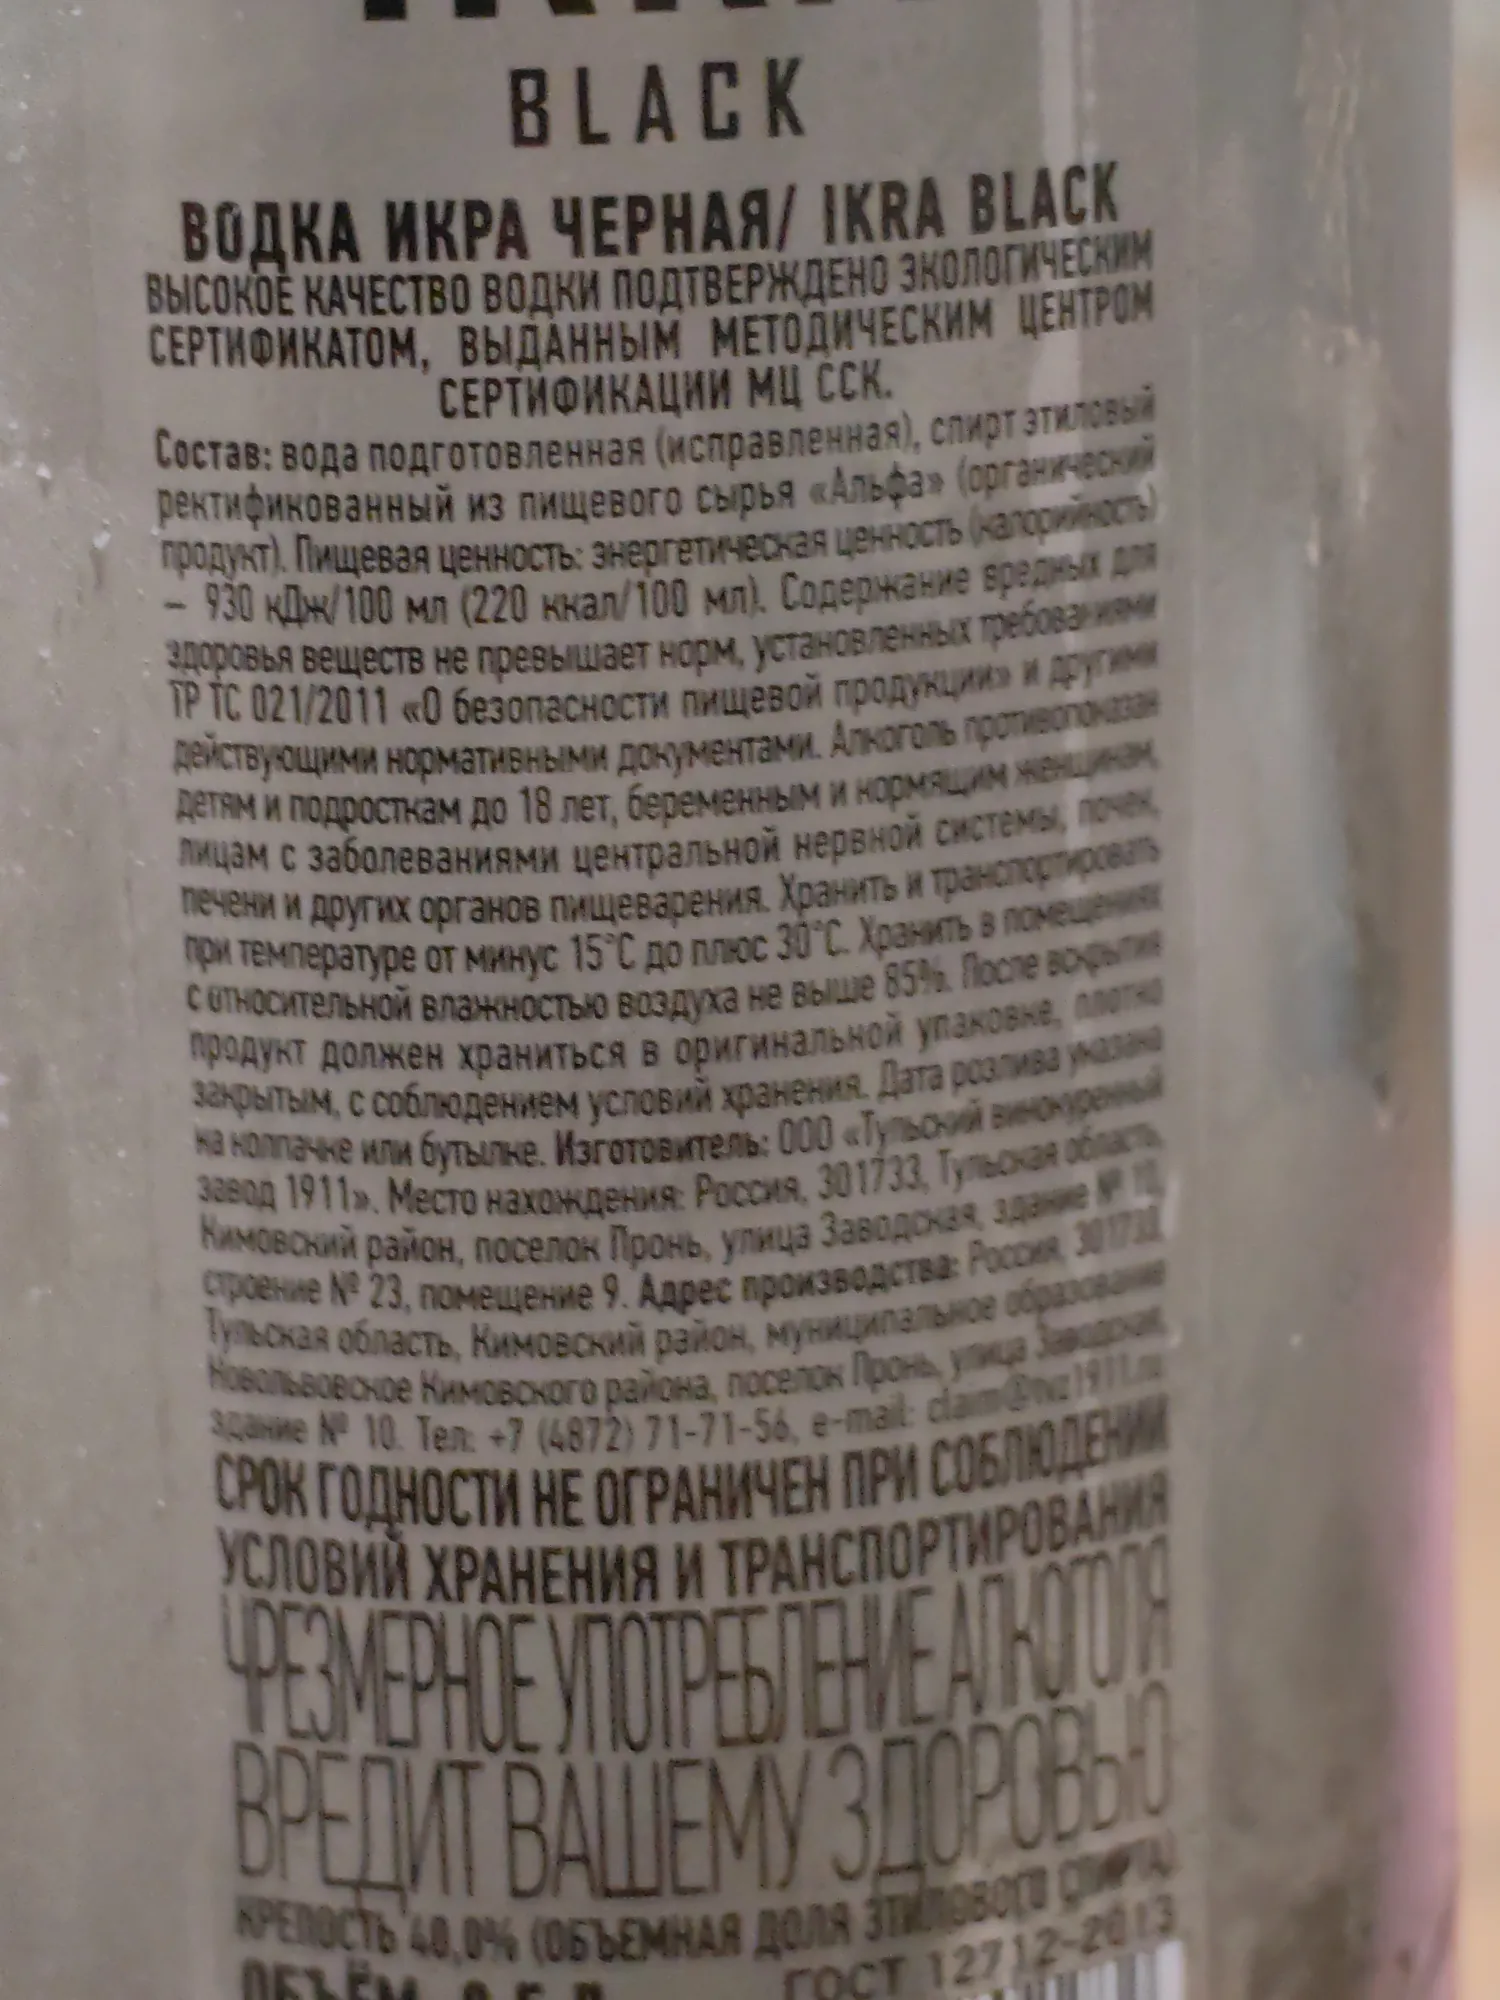 BLACK
ВОДКА ИКРА ЧЕРНАЯ/ IKRA BLACK
ВЫСОКОЕ КАЧЕСТВО ВОДКИ ПОДТВЕРЖДЕНО ЭКОЛОГИЧЕСКИМ
СЕРТИФИКАТОМ, ВЫДАННЫМ МЕТОДИЧЕСКИМ ЦЕНТРОМ
СЕРТИФИКАЦИИ МЦ ССК.
Состав: вода подготовленная (исправленная), спирт этиловый
ректификованный из пищевого сырья «Альфа» (органический
продукт). Пищевая ценность: энергетическая ценность (калорийность)
– 930 кДж/100 мл (220 ккал/100 мл). Содержание вредных для
здоровья веществ не превышает норм, установленных требованиями
ТР ТС 021/2011 «О безопасности пищевой продукции» и другими
действующими нормативными документами. Алкоголь противопоказан
детям и подросткам до 18 лет, беременным и кормящим женщинам,
лицам с заболеваниями центральной нервной системы, почек,
печени и других органов пищеварения. Хранить и транспортировать
при температуре от минус 15°С до плюс 30°С. Хранить в помещениях
с относительной влажностью воздуха не выше 85%. После вскрытия
продукт должен храниться в оригинальной упаковке, плотно
закрытым, с соблюдением условий хранения. Дата розлива указана
на колпачке или бутылке. Изготовитель: ООО «Тульский винокуренный
завод 1911». Место нахождения: Россия, 301733, Тульская область,
Кимовский район, поселок Пронь, улица Заводская, здание № 10,
строение № 23, помещение 9. Адрес производства: Россия,
Тульская область, Кимовский район, муниципальное образование
Новольвовское Кимовского района, поселок Пронь, улица Заводская,
здание № 10. Тел: +7 (4872) 71-71-56, e-mail:
СРОК ГОДНОСТИ НЕ ОГРАНИЧЕН ПРИ СОБЛЮДЕНИИ
УСЛОВИЙ ХРАНЕНИЯ И ТРАНСПОРТИРОВАНИЯ
ЧРЕЗМЕРНОЕ УПОТРЕБЛЕНИЕ АЛКОГОЛЯ
ВРЕДИТ ВАШЕМУ ЗДОРОВЬЮ
КРЕПОСТЬ 40,0% (ОБЪЕМНАЯ ДОЛЯ ЭТИЛОВОГО СПИРТА)
ОБЪЁМ 0,5 Л ГОСТ 12712-2013